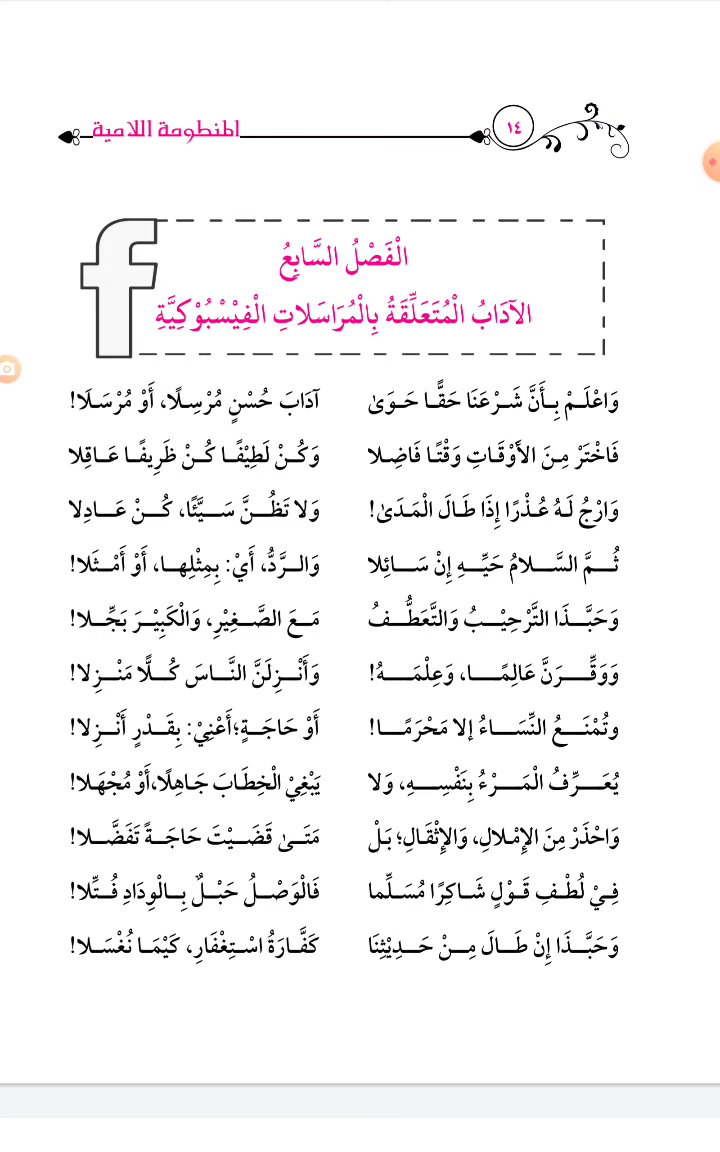 المنظومة اللامية ١٤
الْفَصْلُ السَّابِعُ
الآدَابُ الْمُتَعَلِّقَةُ بِالْمُرَاسَلاتِ الْفِيْسْبُوْكِيَّةِ
وَاعْلَمْ بِأَنَّ شَرْعَنَا حَقًّا حَوَىٰ آدَابَ حُسْنٍ مُرْسِلًا، أَوْ مُرْسَلَا!
فَاخْتَرْ مِنَ الأَوْقَاتِ وَقْتًا فَاضِلا وَكُنْ لَطِيْفًا كُنْ ظَرِيفًا عَاقِلا
وَارْجُ لَهُ عُذْرًا إِذَا طَالَ الْمَدَىٰ! وَلا تَظُنَّ سَيِّئًا، كُنْ عَادِلا
ثُمَّ السَّلامُ حَيِّهِ إِنْ سَائِلا وَالرَّدُّ، أَيْ: بِمِثْلِها، أَوْ أَمْثَلا!
وَحَبَّذَا التَّرْحِيْبُ وَالتَّعَطُّفُ مَعَ الصَّغِيْرِ، وَالْكَبِيْرَ بَجِّلا!
وَوَقِّرَنَّ عَالِمًا، وَعِلْمَهُ! وَأَنْزِلَنَّ النَّاسَ كُلًّا مَنْزِلا!
وتُمْنَعُ النِّسَاءُ إلا مَحْرَمًا! أَوْ حَاجَةٍ؛أَعْنِيْ: بِقَدْرٍ أُنْزِلا!
يُعَرِّفُ الْمَرْءُ بِنَفْسِهِ، وَلا يَبْغِيْ الْخِطَابَ جَاهِلًا،أَوْ مُجْهَلا!
وَاحْذَرْ مِنَ الإِمْلالِ، وَالإِثْقَالِ؛ بَلْ مَتَىٰ قَضَيْتَ حَاجَةً تَفَضَّلا!
فِيْ لُطْفِ قَوْلٍ شَاكِرًا مُسَلِّما فَالْوَصْلُ حَبْلٌ بِالْوِدَادِ فُتِّلا!
وَحَبَّذَا إِنْ طَالَ مِنْ حَدِيْثِنَا كَفَّارَةُ اسْتِغْفَارِ، كَيْمَا نُغْسَلا!